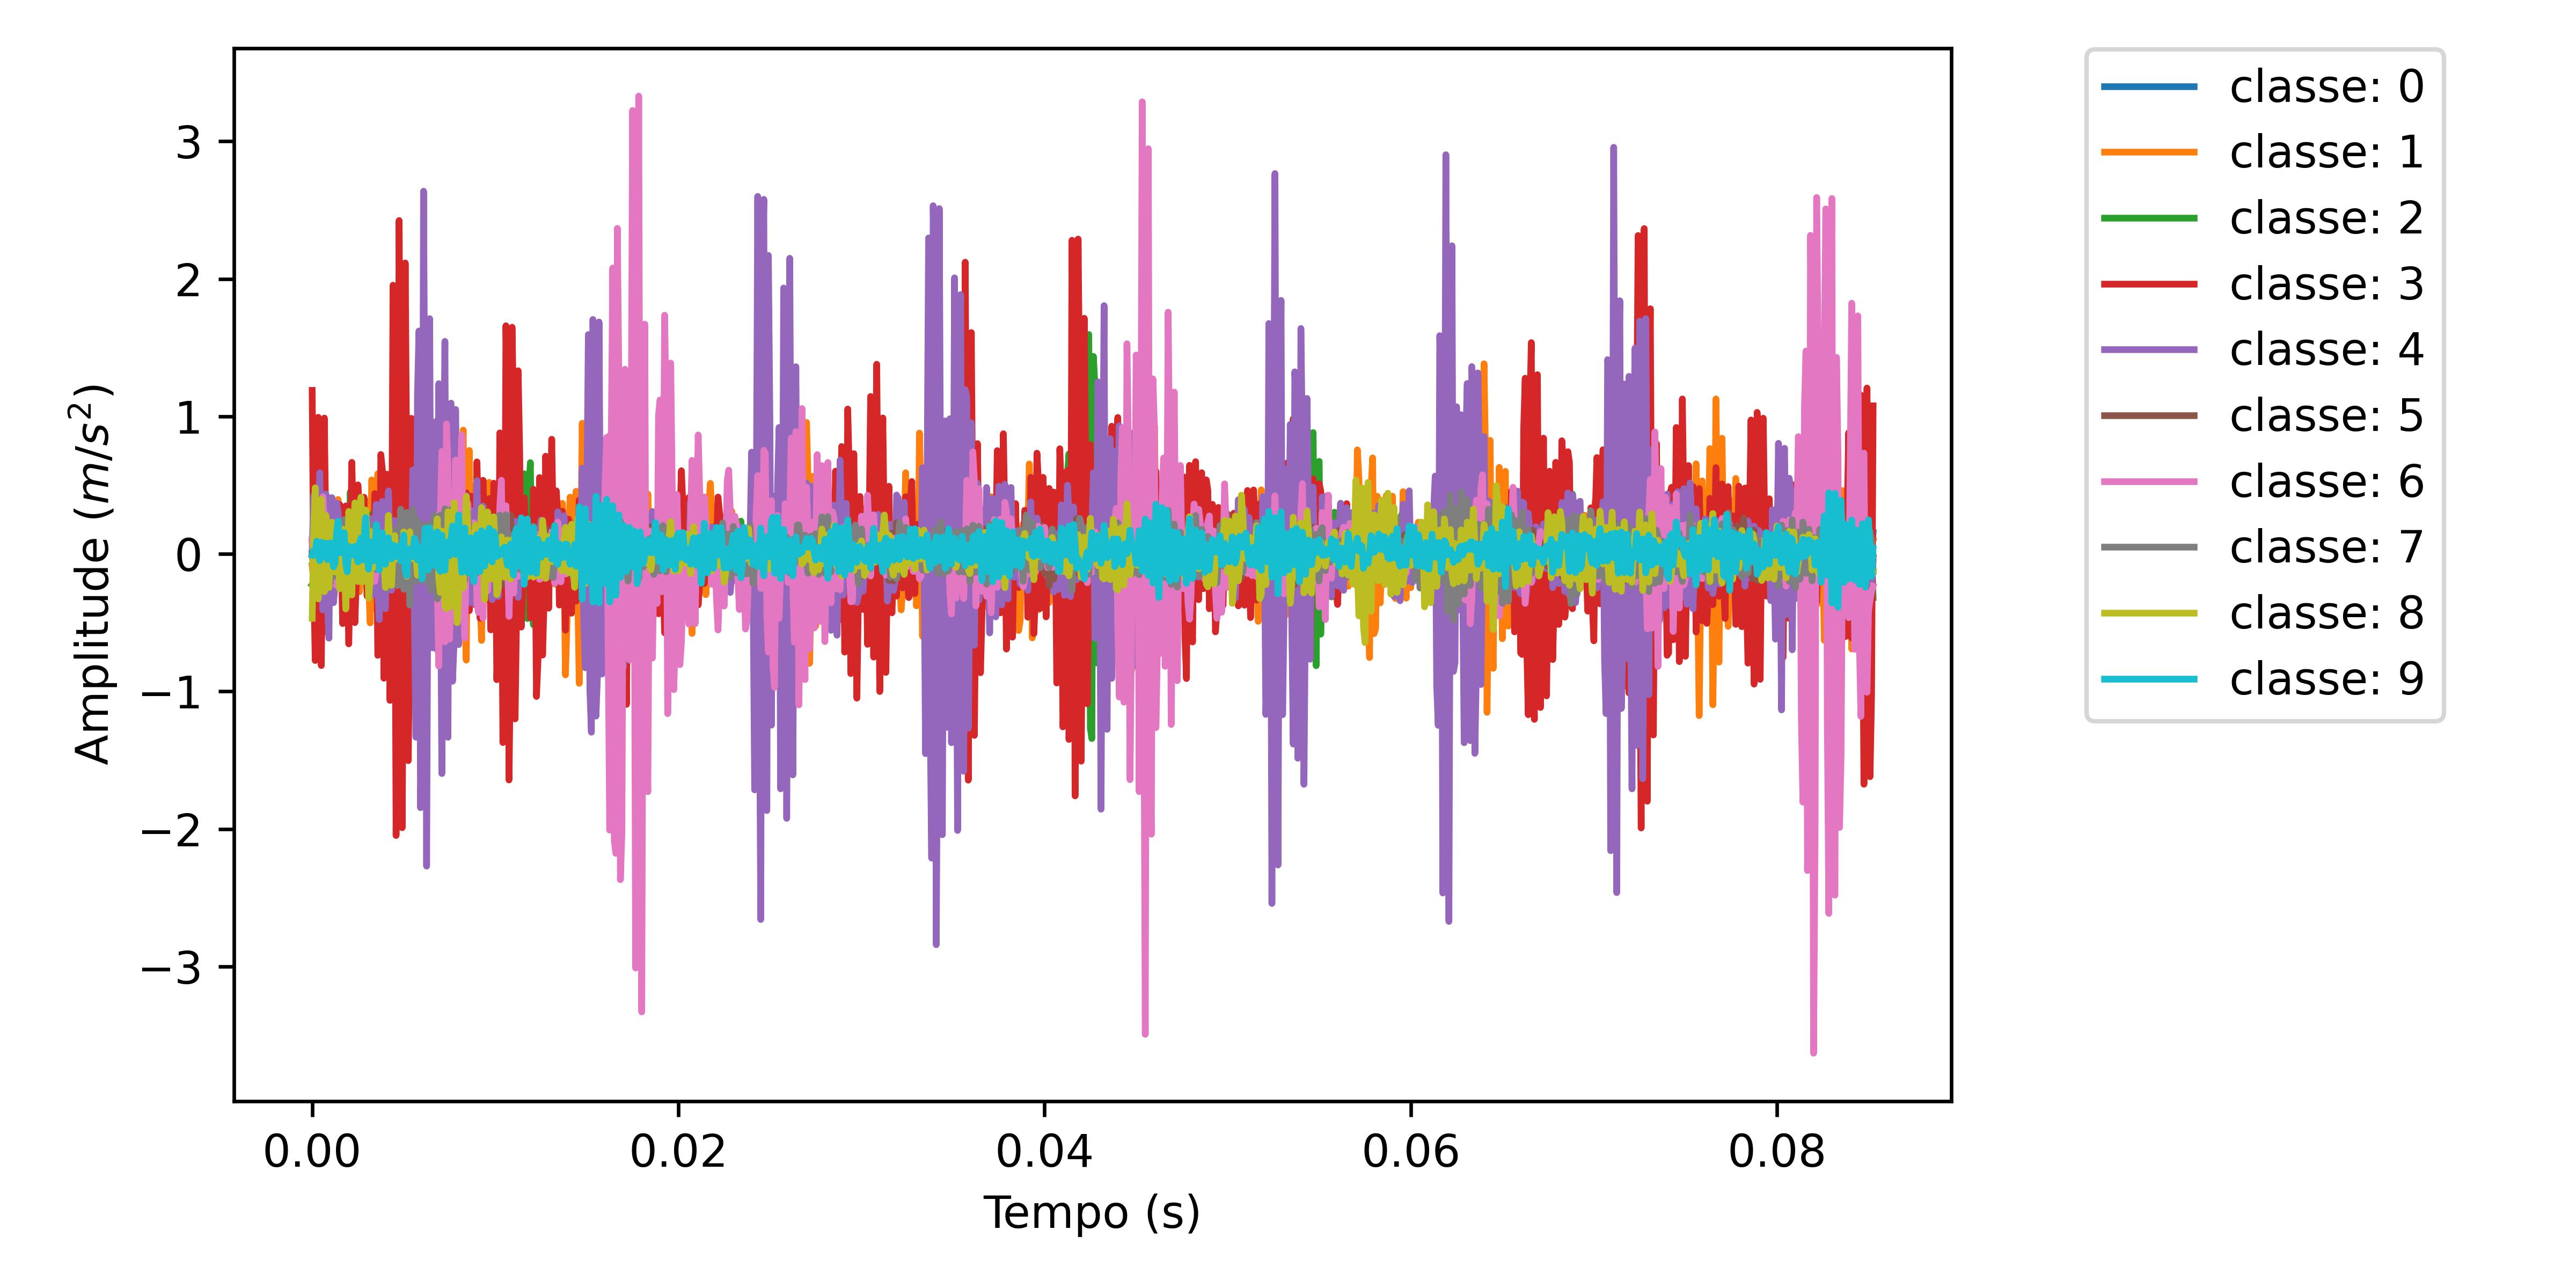 3
2
1
0
−1
−2
−3
Amplitude (m/s²)
0.00 0.02 0.04 0.06 0.08
Tempo (s)
classe: 0
classe: 1
classe: 2
classe: 3
classe: 4
classe: 5
classe: 6
classe: 7
classe: 8
classe: 9